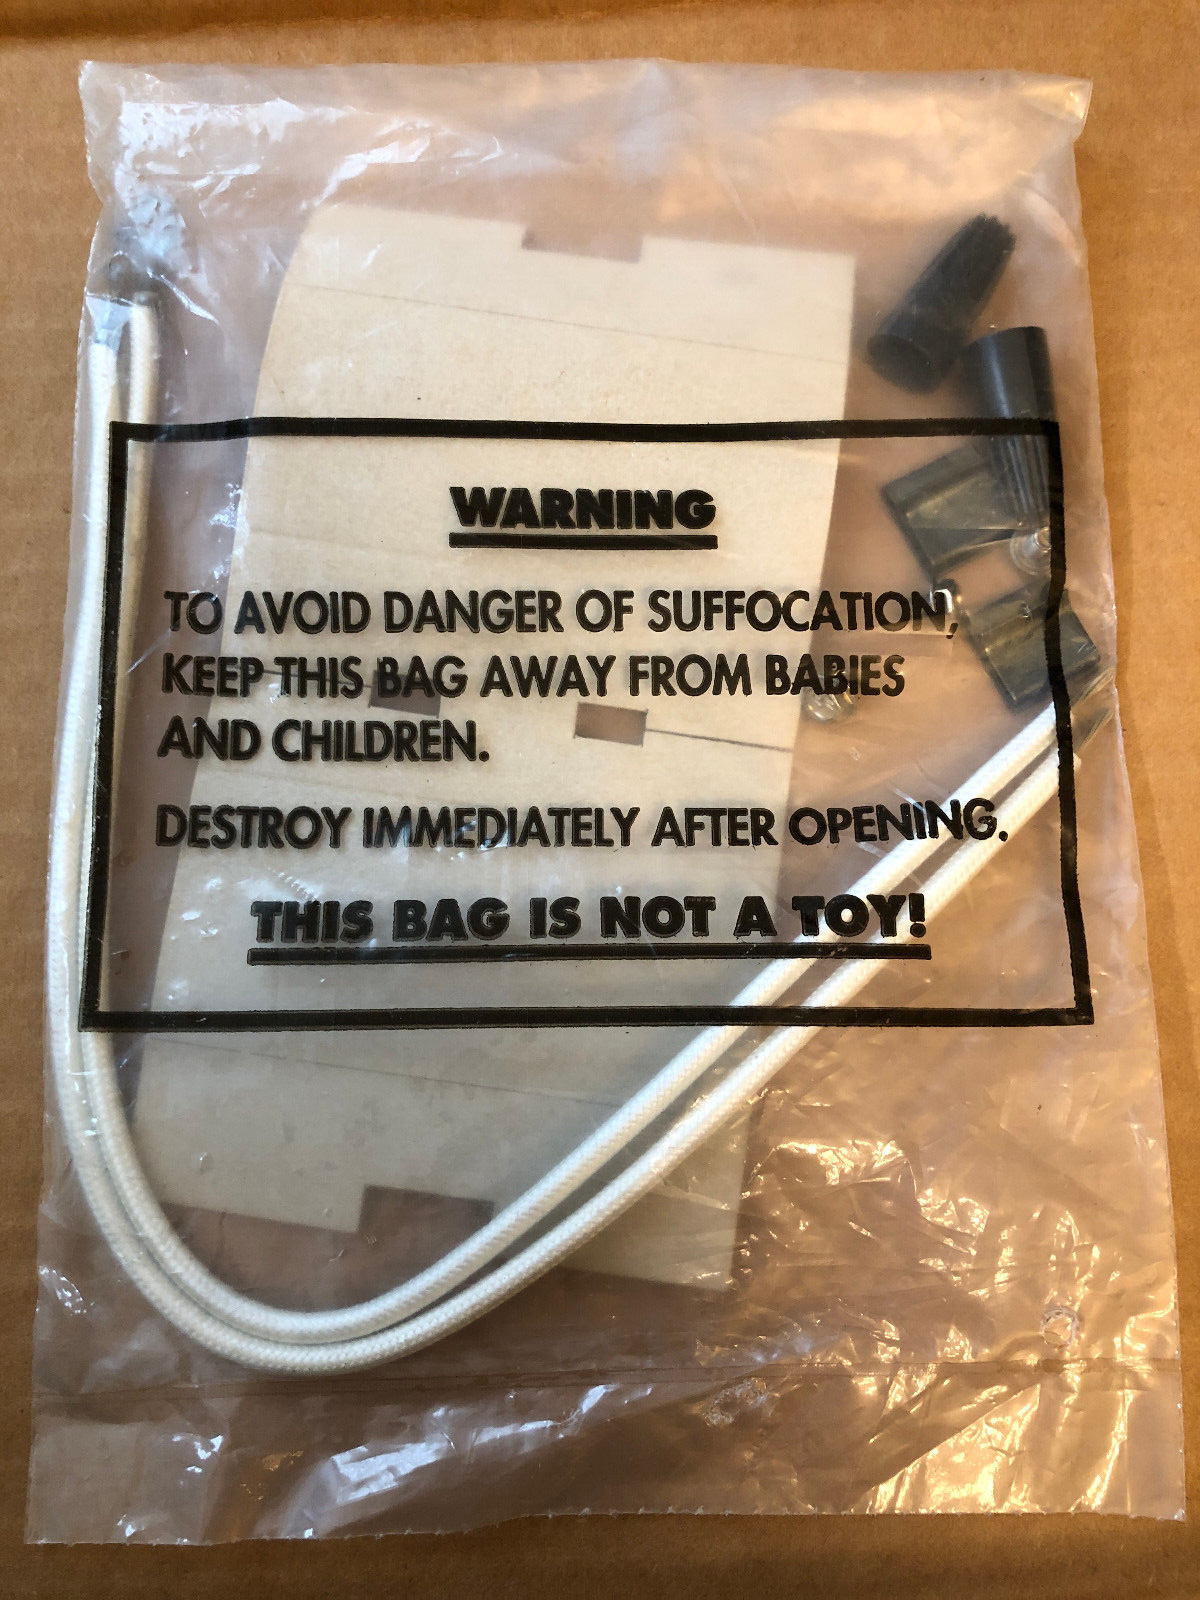 WARNING
TO AVOID DANGER OF SUFFOCATION,
KEEP THIS BAG AWAY FROM BABIES
AND CHILDREN.
DESTROY IMMEDIATELY AFTER OPENING.
THIS BAG IS NOT A TOY!